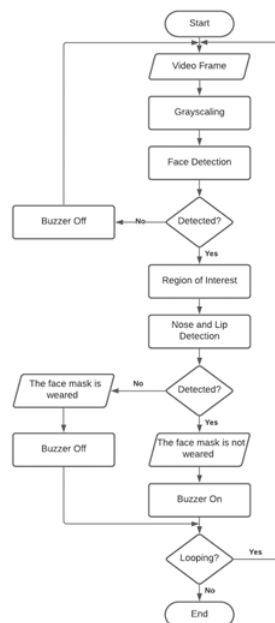 Start
Video Frame
Grayscaling
Face Detection
Buzzer Off
No
Detected?
Yes
Region of Interest
Nose and Lip
Detection
The face mask is
weared
No
Detected?
Yes
Buzzer Off
The face mask is not
weared
Buzzer On
Looping?
Yes
No
End